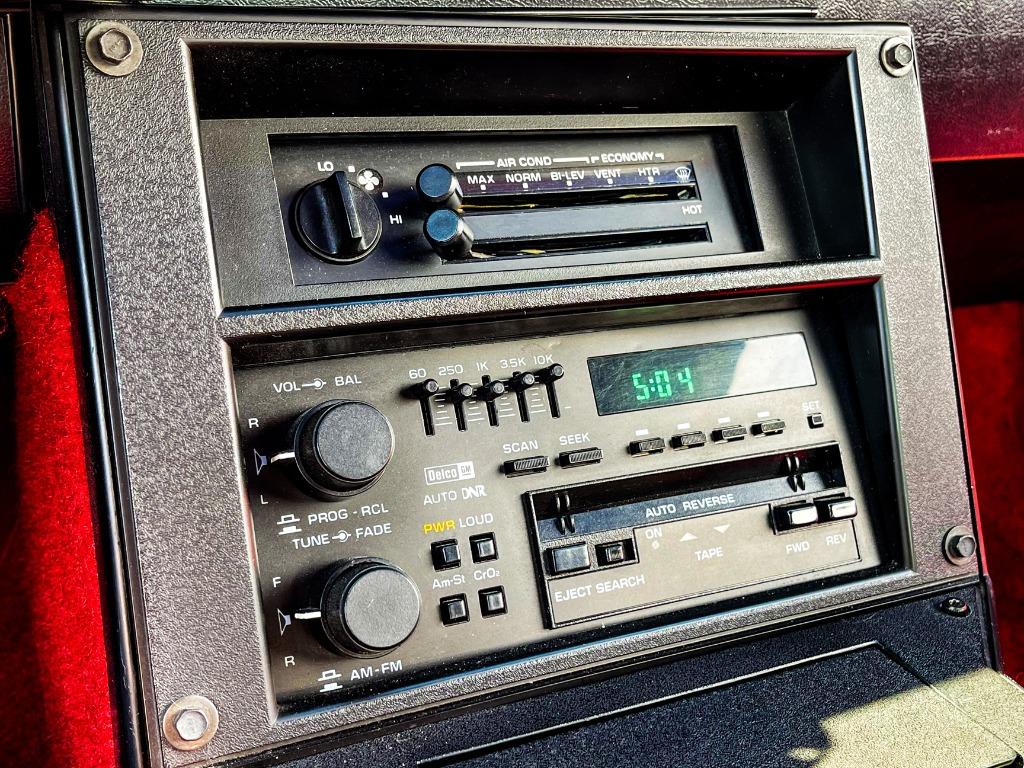 LO
HI
AIR COND ECONOMY
MAX NORM BI-LEV VENT HTR
HOT
VOL BAL
R
L
60 250 1K 3.5K 10K
5:04
SET
SCAN SEEK
Delco GM
AUTO DNR
PROG - RCL
TUNE FADE
PWR LOUD
Am-St CrO2
F
R
AM-FM
AUTO REVERSE
ON
TAPE
FWD REV
EJECT SEARCH